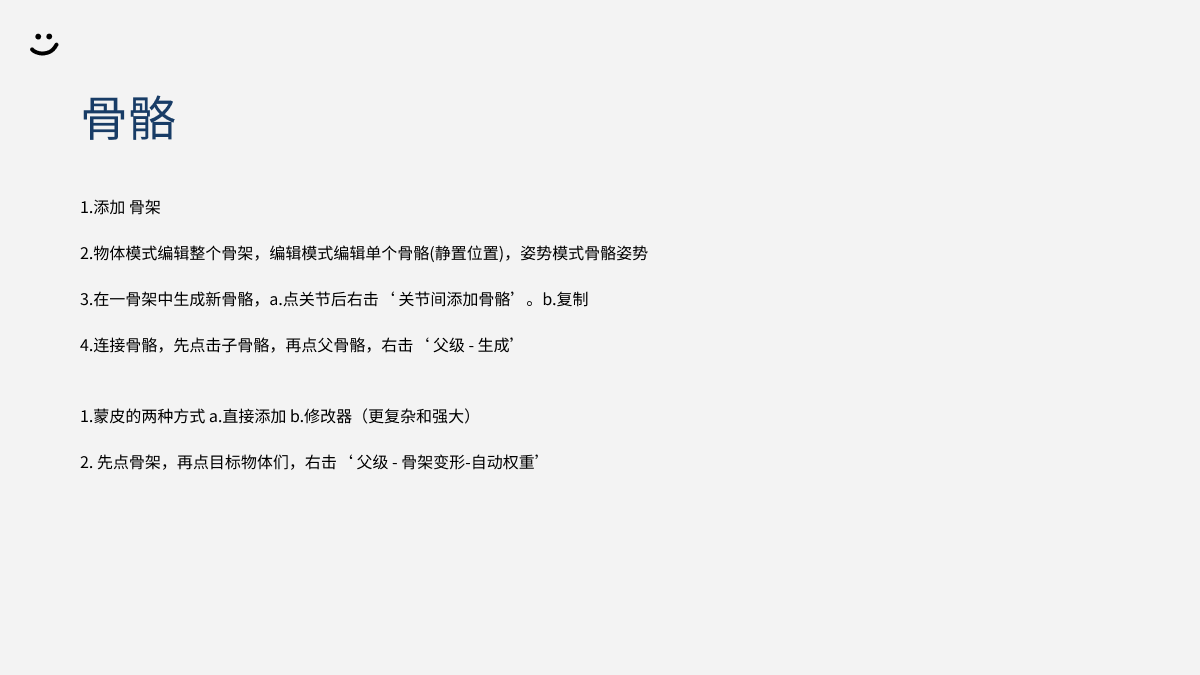 骨骼
1.添加 骨架
2.物体模式编辑整个骨架，编辑模式编辑单个骨骼(静置位置)，姿势模式骨骼姿势
3.在一骨架中生成新骨骼，a.点关节后右击‘关节间添加骨骼’。b.复制
4.连接骨骼，先点击子骨骼，再点父骨骼，右击‘父级 - 生成’
1.蒙皮的两种方式 a.直接添加 b.修改器（更复杂和强大）
2. 先点骨架，再点目标物体们，右击‘父级 - 骨架变形-自动权重’